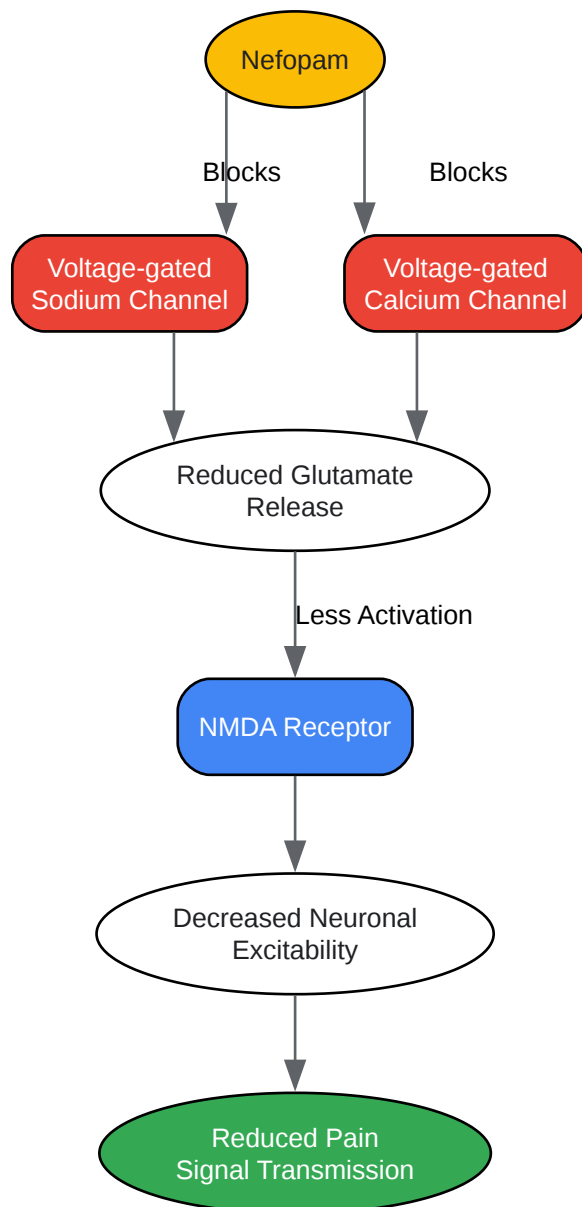 Nefopam
Blocks
Blocks
Voltage-gated
Sodium Channel
Voltage-gated
Calcium Channel
Reduced Glutamate
Release
Less Activation
NMDA Receptor
Decreased Neuronal
Excitability
Reduced Pain
Signal Transmission